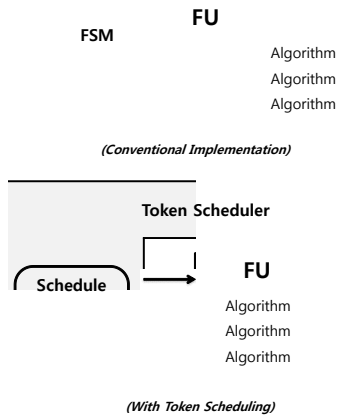 FU
FSM
Algorithm
Algorithm
Algorithm
(Conventional Implementation)
Token Scheduler
FU
Schedule
Algorithm
Algorithm
Algorithm
(With Token Scheduling)